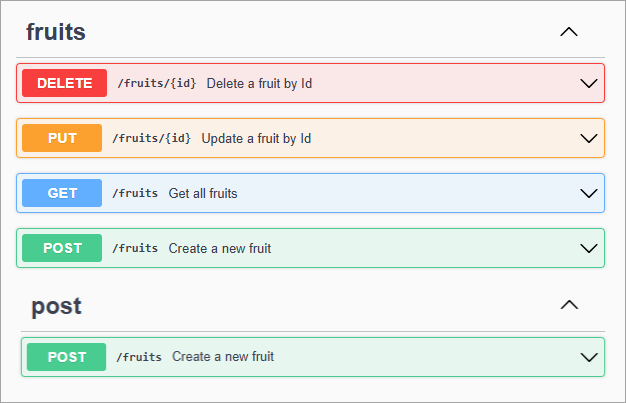 fruits
DELETE /fruits/{id} Delete a fruit by Id
PUT /fruits/{id} Update a fruit by Id
GET /fruits Get all fruits
POST /fruits Create a new fruit
post
POST /fruits Create a new fruit